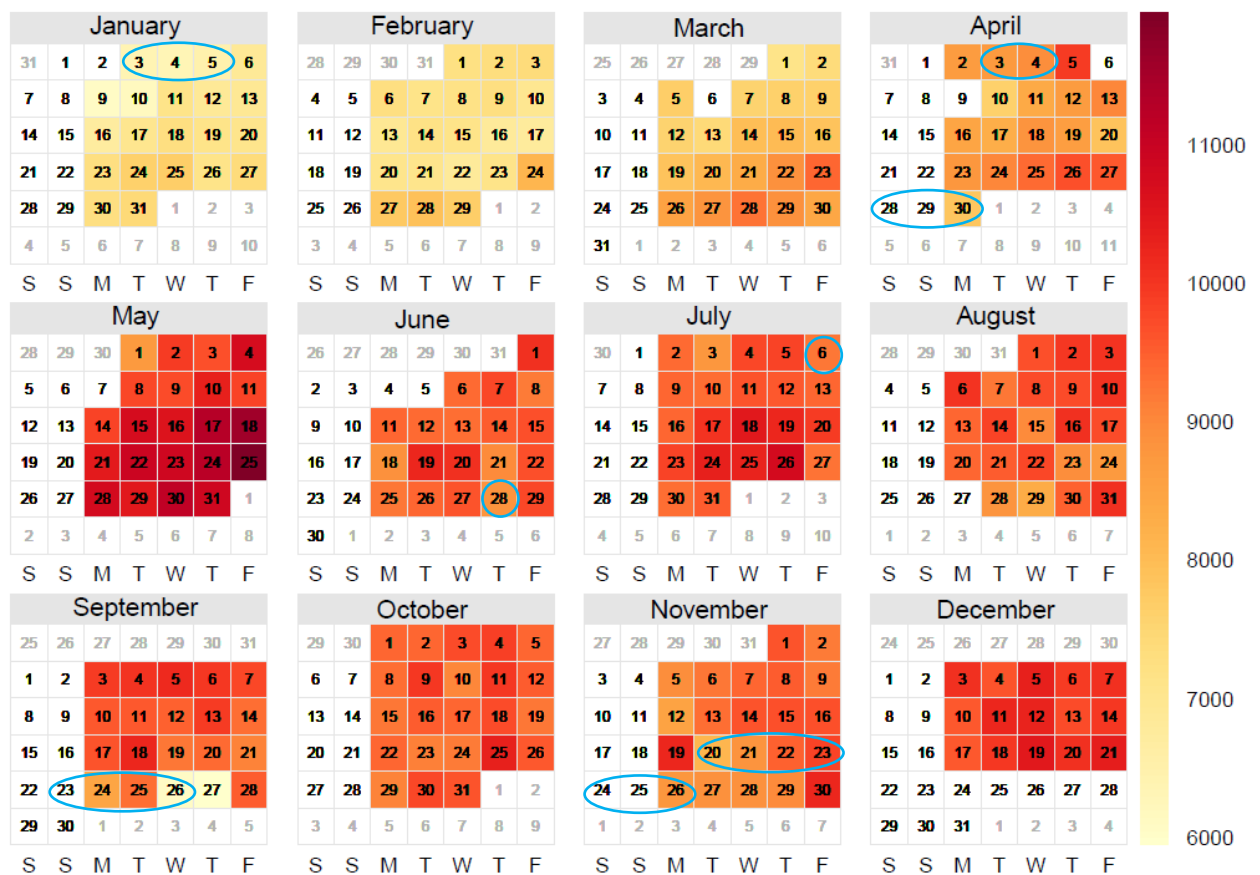 January February March April
31 1 2 3 4 5 6 28 29 30 31 1 2 3 25 26 27 28 29 1 2 31 1 2 3 4 5 6
7 8 9 10 11 12 13 4 5 6 7 8 9 10 3 4 5 6 7 8 9 7 8 9 10 11 12 13
14 15 16 17 18 19 20 11 12 13 14 15 16 17 10 11 12 13 14 15 16 14 15 16 17 18 19 20
21 22 23 24 25 26 27 18 19 20 21 22 23 24 17 18 19 20 21 22 23 21 22 23 24 25 26 27
28 29 30 31 1 2 3 25 26 27 28 29 1 2 24 25 26 27 28 29 30 28 29 30 1 2 3 4
4 5 6 7 8 9 10 3 4 5 6 7 8 9 31 1 2 3 4 5 6 5 6 7 8 9 10 11
S S M T W T F S S M T W T F S S M T W T F S S M T W T F
May June July August
28 29 30 1 2 3 4 26 27 28 29 30 31 1 30 1 2 3 4 5 6 28 29 30 31 1 2 3
5 6 7 8 9 10 11 2 3 4 5 6 7 8 7 8 9 10 11 12 13 4 5 6 7 8 9 10
12 13 14 15 16 17 18 9 10 11 12 13 14 15 14 15 16 17 18 19 20 11 12 13 14 15 16 17
19 20 21 22 23 24 25 16 17 18 19 20 21 22 21 22 23 24 25 26 27 18 19 20 21 22 23 24
26 27 28 29 30 31 1 23 24 25 26 27 28 29 28 29 30 31 1 2 3 25 26 27 28 29 30 31
2 3 4 5 6 7 8 30 1 2 3 4 5 6 4 5 6 7 8 9 10 1 2 3 4 5 6 7
S S M T W T F S S M T W T F S S M T W T F S S M T W T F
September October November December
25 26 27 28 29 30 31 29 30 1 2 3 4 5 27 28 29 30 31 1 2 24 25 26 27 28 29 30
1 2 3 4 5 6 7 6 7 8 9 10 11 12 3 4 5 6 7 8 9 1 2 3 4 5 6 7
8 9 10 11 12 13 14 13 14 15 16 17 18 19 10 11 12 13 14 15 16 8 9 10 11 12 13 14
15 16 17 18 19 20 21 20 21 22 23 24 25 26 17 18 19 20 21 22 23 15 16 17 18 19 20 21
22 23 24 25 26 27 28 27 28 29 30 31 1 2 24 25 26 27 28 29 30 22 23 24 25 26 27 28
29 30 1 2 3 4 5 3 4 5 6 7 8 9 1 2 3 4 5 6 7 29 30 31 1 2 3 4
S S M T W T F S S M T W T F S S M T W T F S S M T W T F
11000
10000
9000
8000
7000
6000